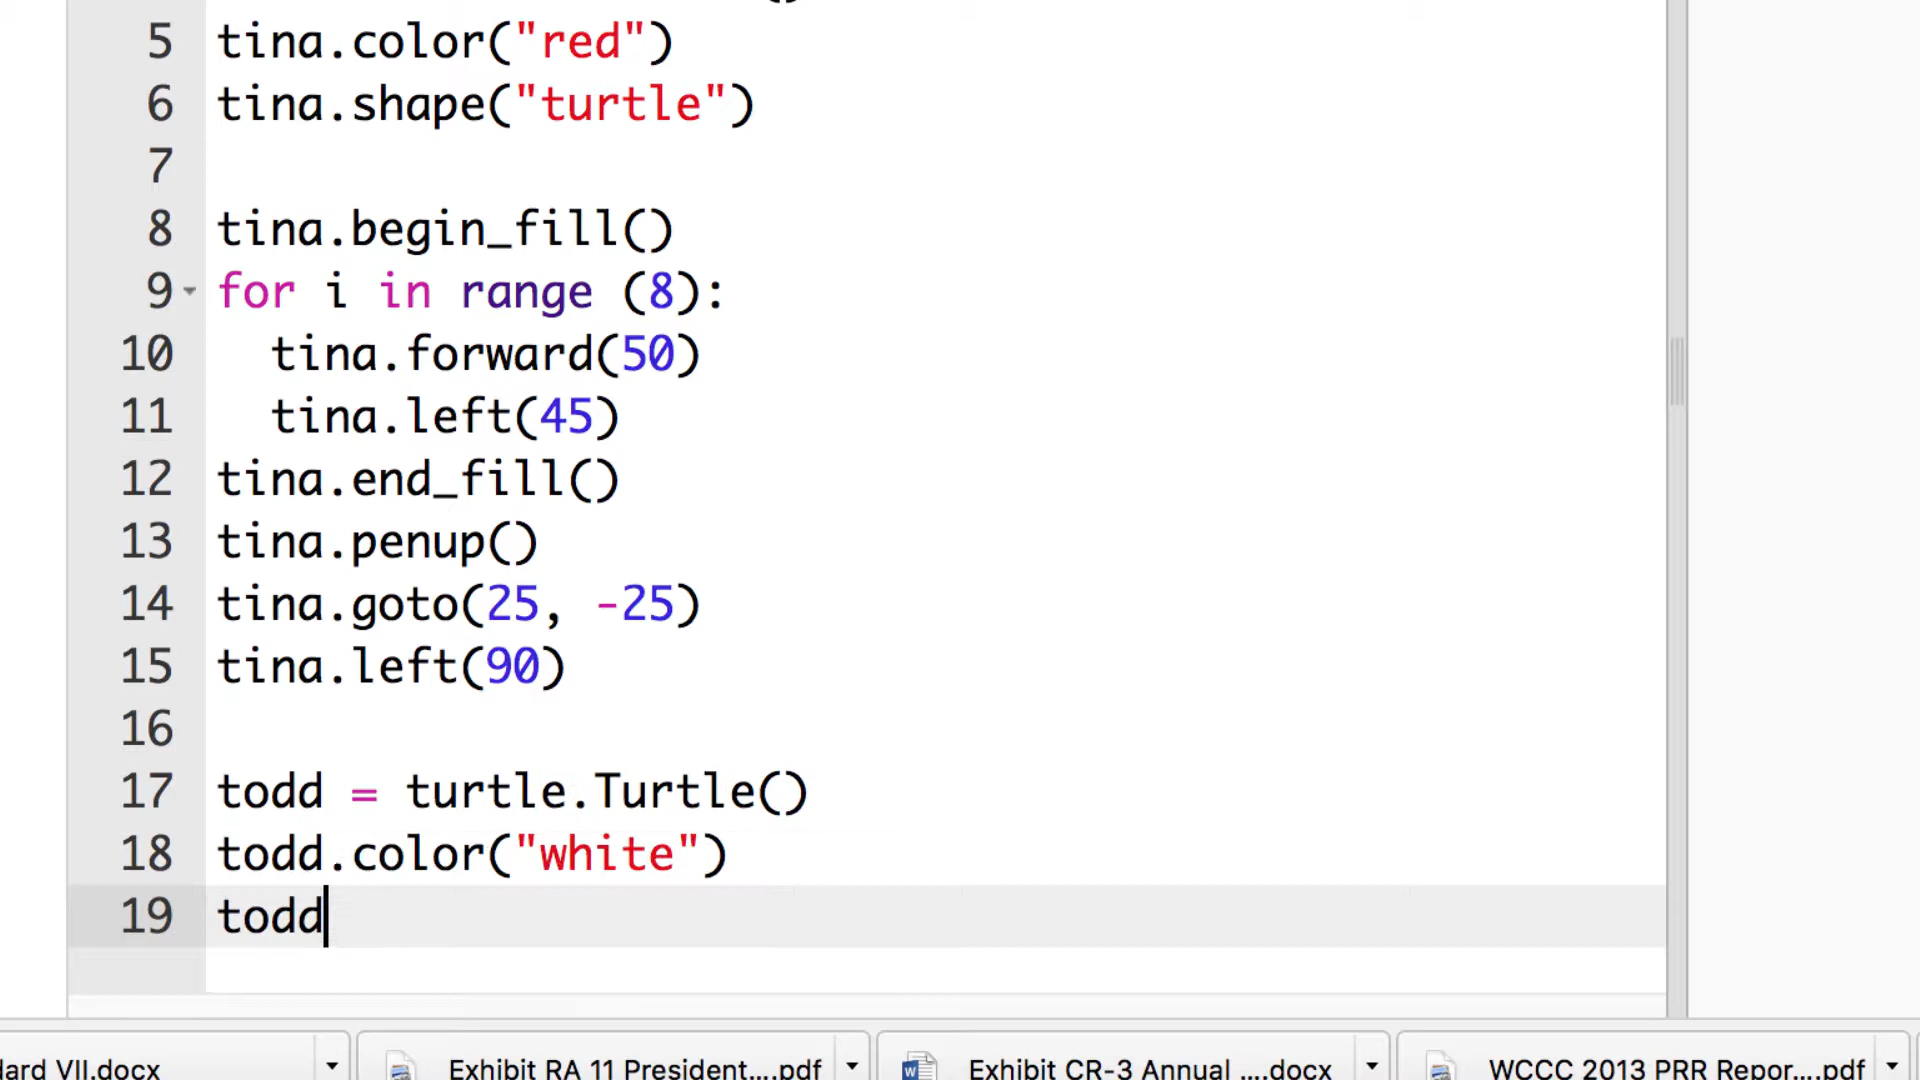 5 tina.color("red")
6 tina.shape("turtle")
7
8 tina.begin_fill()
9 for i in range (8):
10   tina.forward(50)
11   tina.left(45)
12 tina.end_fill()
13 tina.penup()
14 tina.goto(25, -25)
15 tina.left(90)
16
17 todd = turtle.Turtle()
18 todd.color("white")
19 todd
dard VII.docx Exhibit RA 11 President....pdf Exhibit CR-3 Annual ....docx WCCC 2013 PRR Repor....pdf